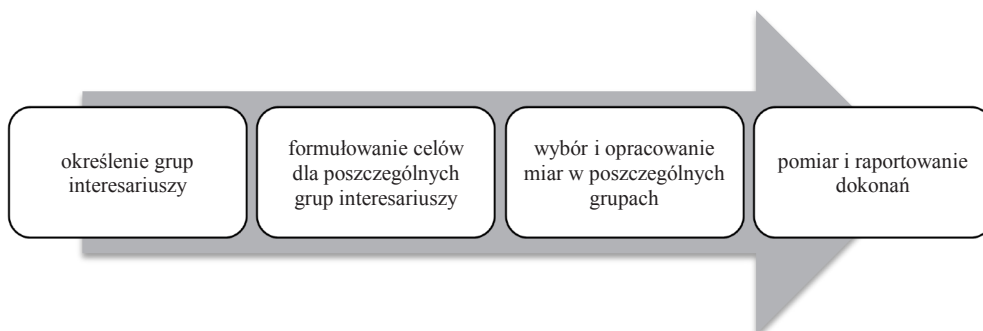 określenie grup
interesariuszy
formułowanie celów
dla poszczególnych
grup interesariuszy
wybór i opracowanie
miar w poszczególnych
grupach
pomiar i raportowanie
dokonań